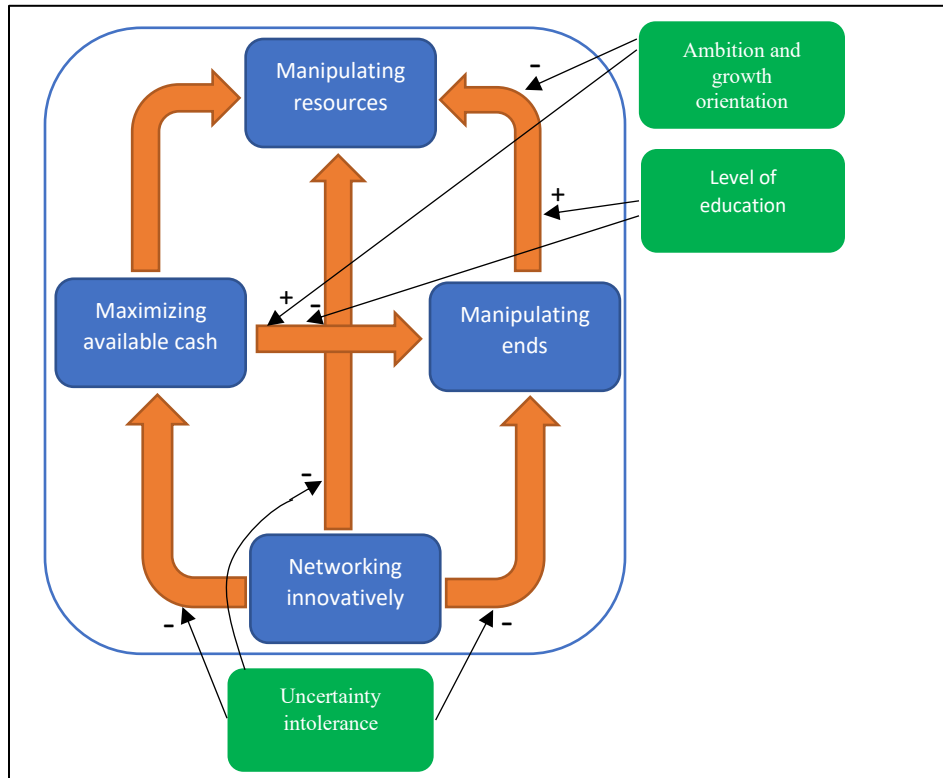 Manipulating
resources
-
Ambition and
growth
orientation
Level of
education
+
Maximizing
available cash
+
-
Manipulating
ends
-
Networking
innovatively
-
-
Uncertainty
intolerance